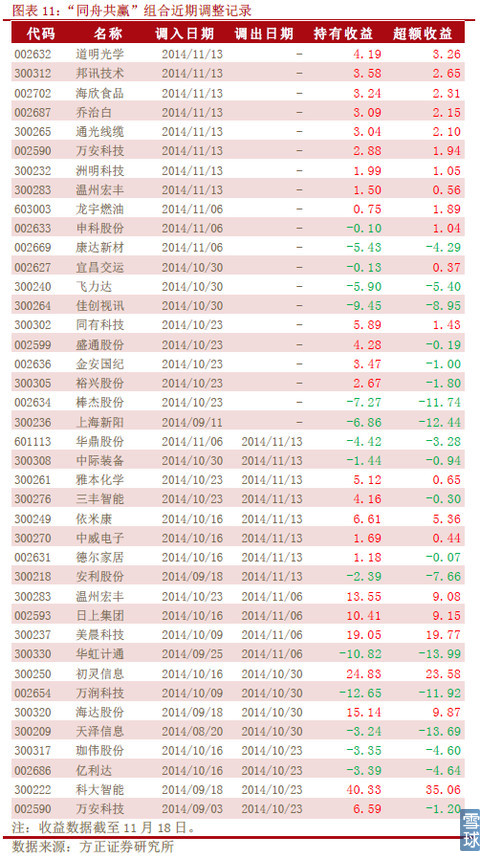 图表 11：“同舟共赢”组合近期调整记录
代码 名称 调入日期 调出日期 持有收益 超额收益
002632 道明光学 2014/11/13 - 4.19 3.26
300312 邦讯技术 2014/11/13 - 3.58 2.65
002702 海欣食品 2014/11/13 - 3.24 2.31
002687 乔治白 2014/11/13 - 3.09 2.15
300265 通光线缆 2014/11/13 - 3.04 2.10
002590 万安科技 2014/11/13 - 2.88 1.94
300232 洲明科技 2014/11/13 - 1.99 1.05
300283 温州宏丰 2014/11/13 - 1.50 0.56
603003 龙宇燃油 2014/11/06 - 0.75 1.89
002633 申科股份 2014/11/06 - -0.10 1.04
002669 康达新材 2014/11/06 - -5.43 -4.29
002627 宜昌交运 2014/10/30 - -0.13 0.37
300240 飞力达 2014/10/30 - -5.90 -5.40
300264 佳创视讯 2014/10/30 - -9.45 -8.95
300302 同有科技 2014/10/23 - 5.89 1.43
002599 盛通股份 2014/10/23 - 4.28 -0.19
002636 金安国纪 2014/10/23 - 3.47 -1.00
300305 裕兴股份 2014/10/23 - 2.67 -1.80
002634 棒杰股份 2014/10/23 - -7.27 -11.74
300236 上海新阳 2014/09/11 - -6.86 -12.44
601113 华鼎股份 2014/11/06 2014/11/13 -4.42 -3.28
300308 中际装备 2014/10/30 2014/11/13 -1.44 -0.94
300261 雅本化学 2014/10/23 2014/11/13 5.12 0.65
300276 三丰智能 2014/10/23 2014/11/13 4.16 -0.30
300249 依米康 2014/10/16 2014/11/13 6.61 5.36
300270 中威电子 2014/10/16 2014/11/13 1.69 0.44
002631 德尔家居 2014/10/16 2014/11/13 1.18 -0.07
300218 安利股份 2014/09/18 2014/11/13 -2.39 -7.66
300283 温州宏丰 2014/10/23 2014/11/06 13.55 9.08
002593 日上集团 2014/10/16 2014/11/06 10.41 9.15
300237 美晨科技 2014/10/09 2014/11/06 19.05 19.77
300330 华虹计通 2014/09/25 2014/11/06 -10.82 -13.99
300250 初灵信息 2014/10/16 2014/10/30 24.83 23.58
002654 万润科技 2014/10/09 2014/10/30 -12.65 -11.92
300320 海达股份 2014/09/18 2014/10/30 15.14 9.87
300209 天泽信息 2014/08/20 2014/10/30 -3.24 -13.69
300317 珈伟股份 2014/10/16 2014/10/23 -3.35 -4.60
002686 亿利达 2014/10/16 2014/10/23 -3.39 -4.64
300222 科大智能 2014/09/18 2014/10/23 40.33 35.06
002590 万安科技 2014/09/03 2014/10/23 6.59 -1.20
注：收益数据截至 11 月 18 日。
数据来源：方正证券研究所
雪球